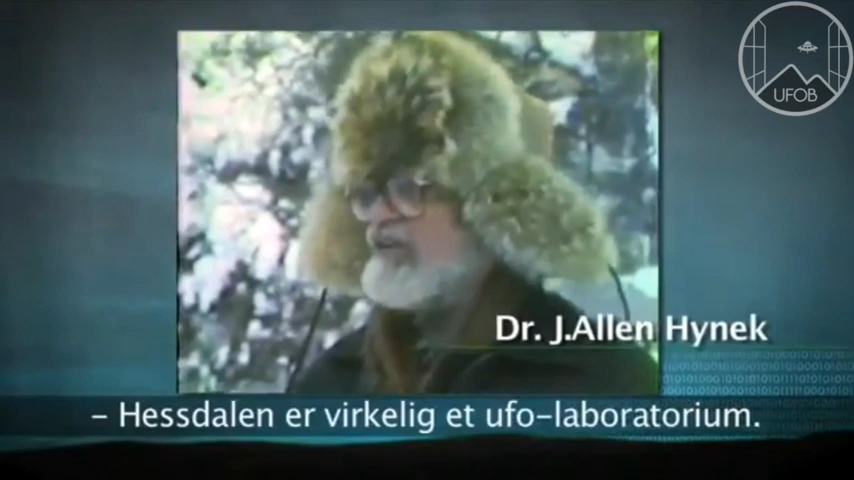 UFOB
Dr. J.Allen Hynek
– Hessdalen er virkelig et ufo-laboratorium.